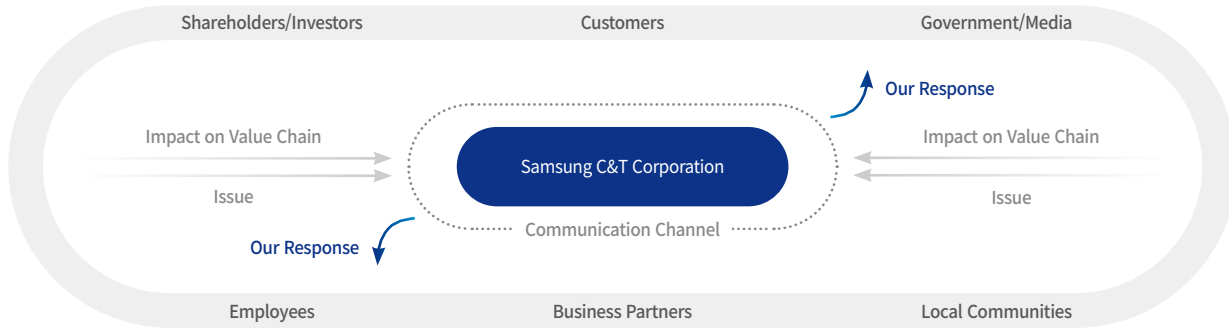 Shareholders/Investors
Customers
Government/Media
Our Response
Impact on Value Chain
Samsung C&T Corporation
Impact on Value Chain
Issue
Issue
Communication Channel
Our Response
Employees
Business Partners
Local Communities